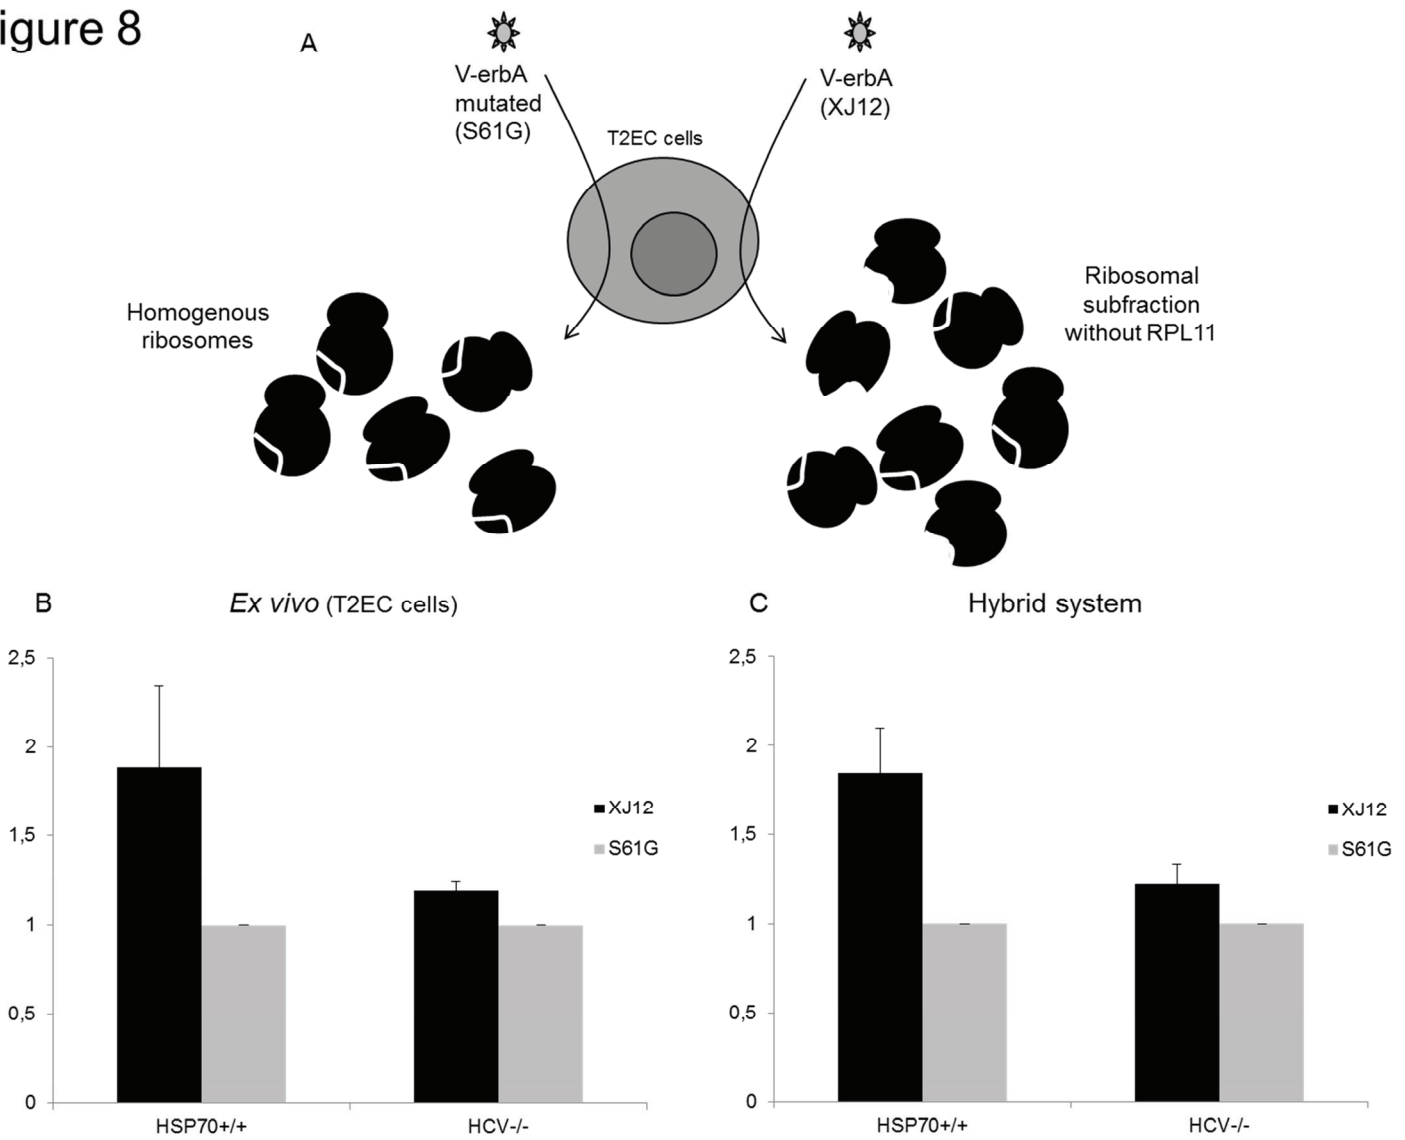 igure 8
A
V-erbA
mutated
(S61G)
V-erbA
(XJ12)
T2EC cells
Homogenous
ribosomes
Ribosomal
subfraction
without RPL11
B
Ex vivo (T2EC cells)
2,5
2
1,5
1
0,5
0
XJ12
S61G
HSP70+/+
HCV-/-
C
Hybrid system
2,5
2
1,5
1
0,5
0
XJ12
S61G
HSP70+/+
HCV-/-